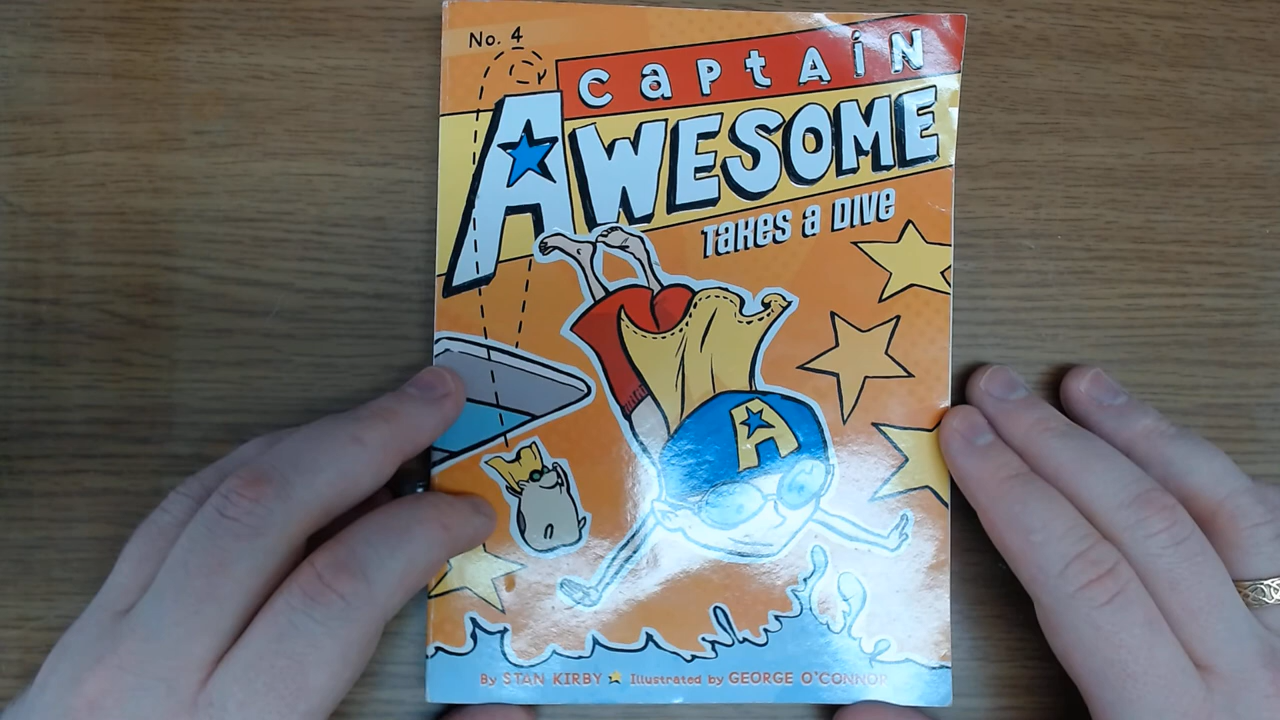 No. 4
CAPTAIN
AWESOME
TAKES A DIVE
A
By STAN KIRBY ★ Illustrated by GEORGE O'CONNOR